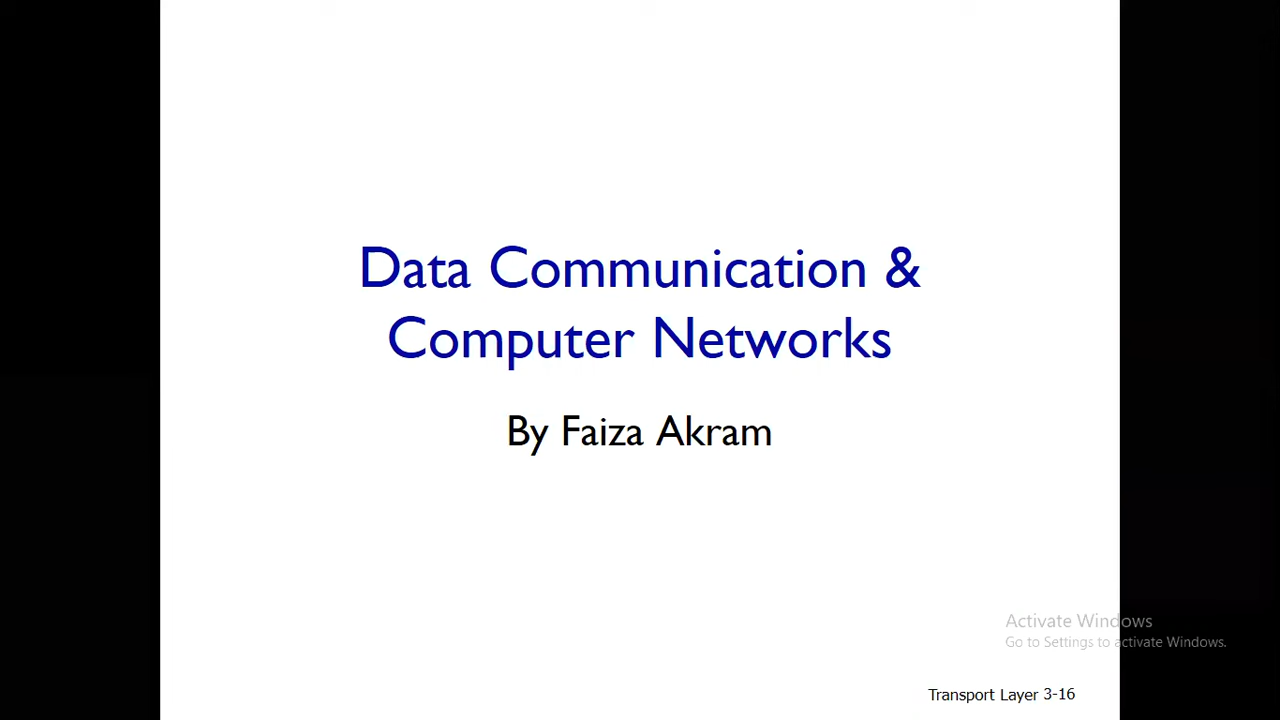 Data Communication &
Computer Networks
By Faiza Akram
Activate Windows
Go to Settings to activate Windows.
Transport Layer 3-16